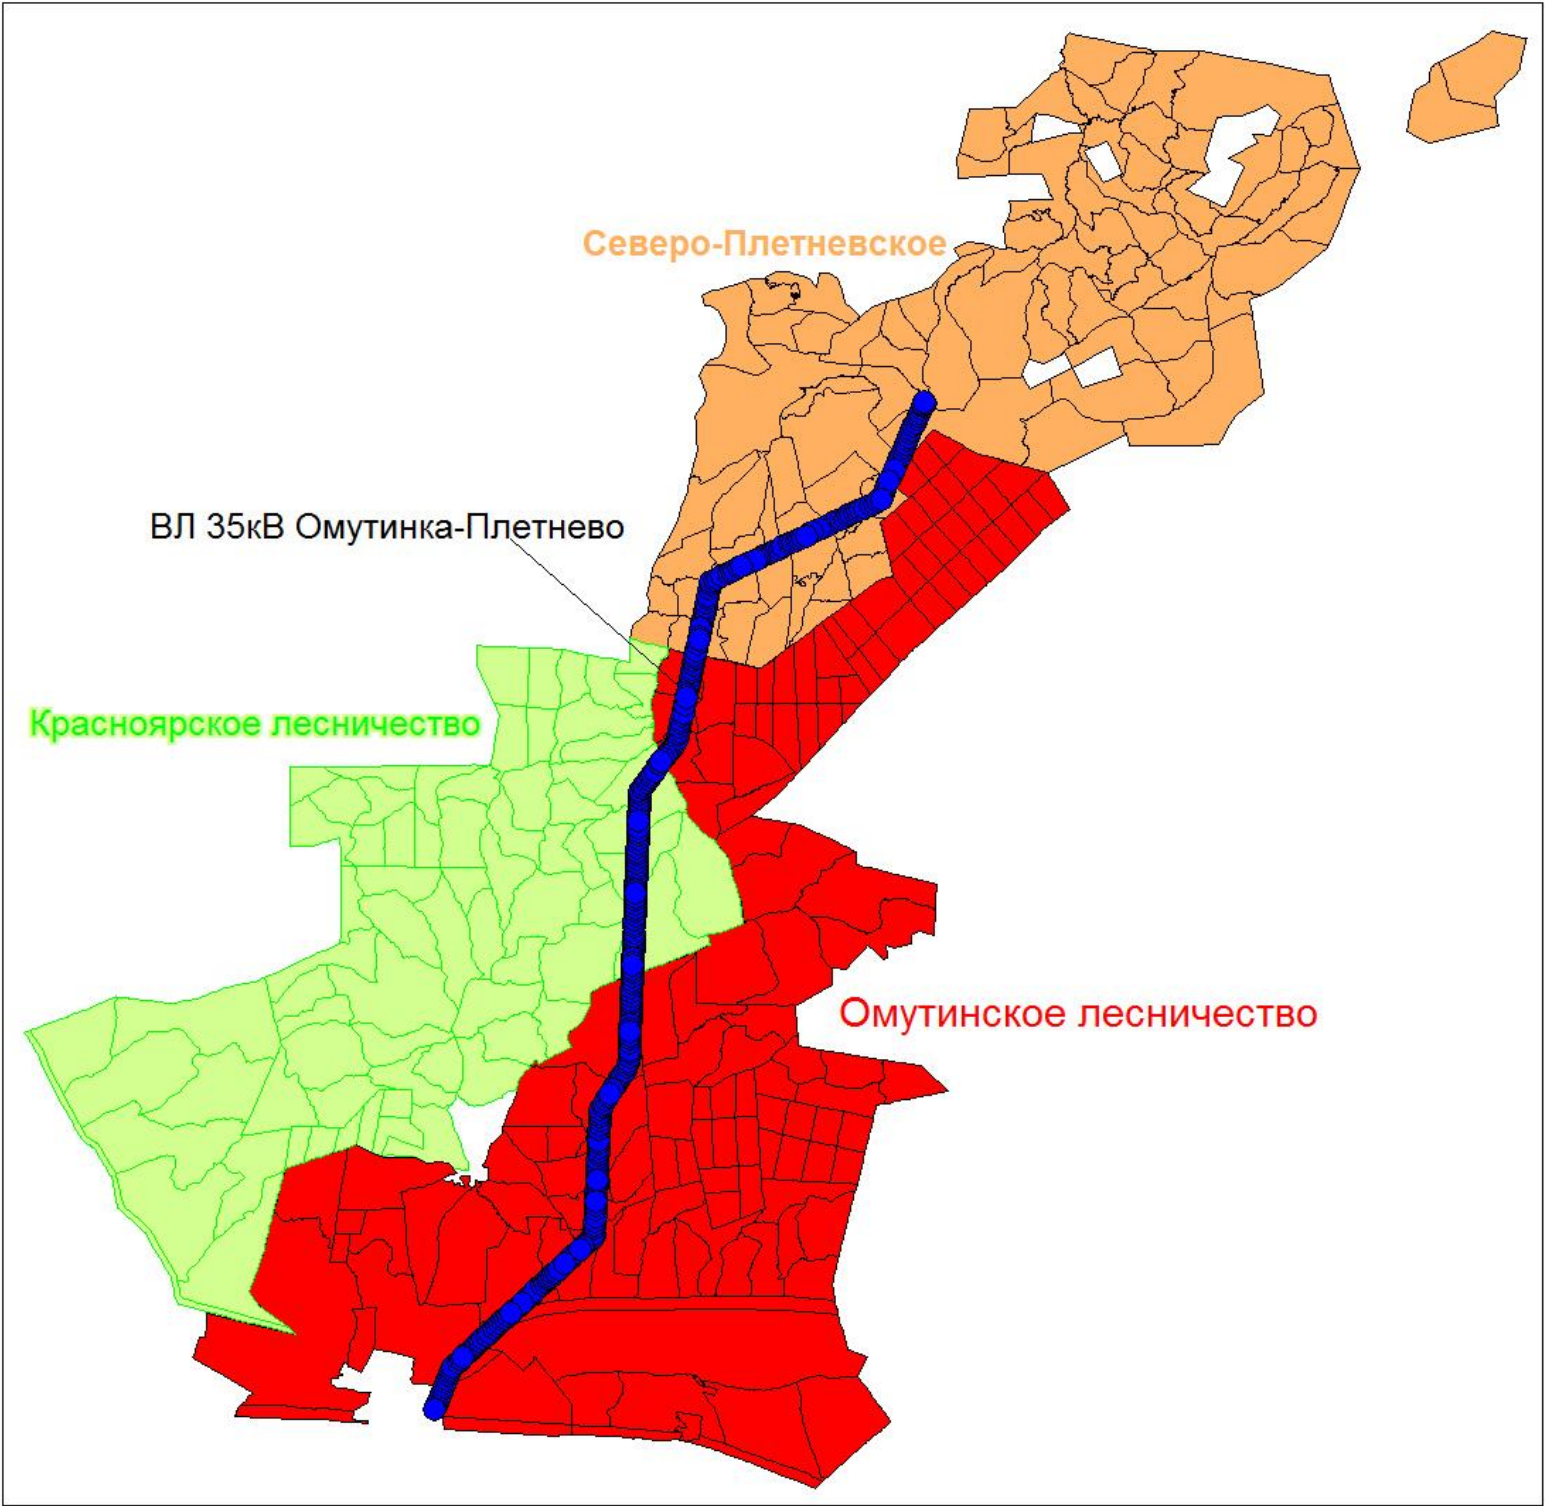 Северо-Плетневское
ВЛ 35кВ Омутинка-Плетнево
Красноярское лесничество
Омутинское лесничество